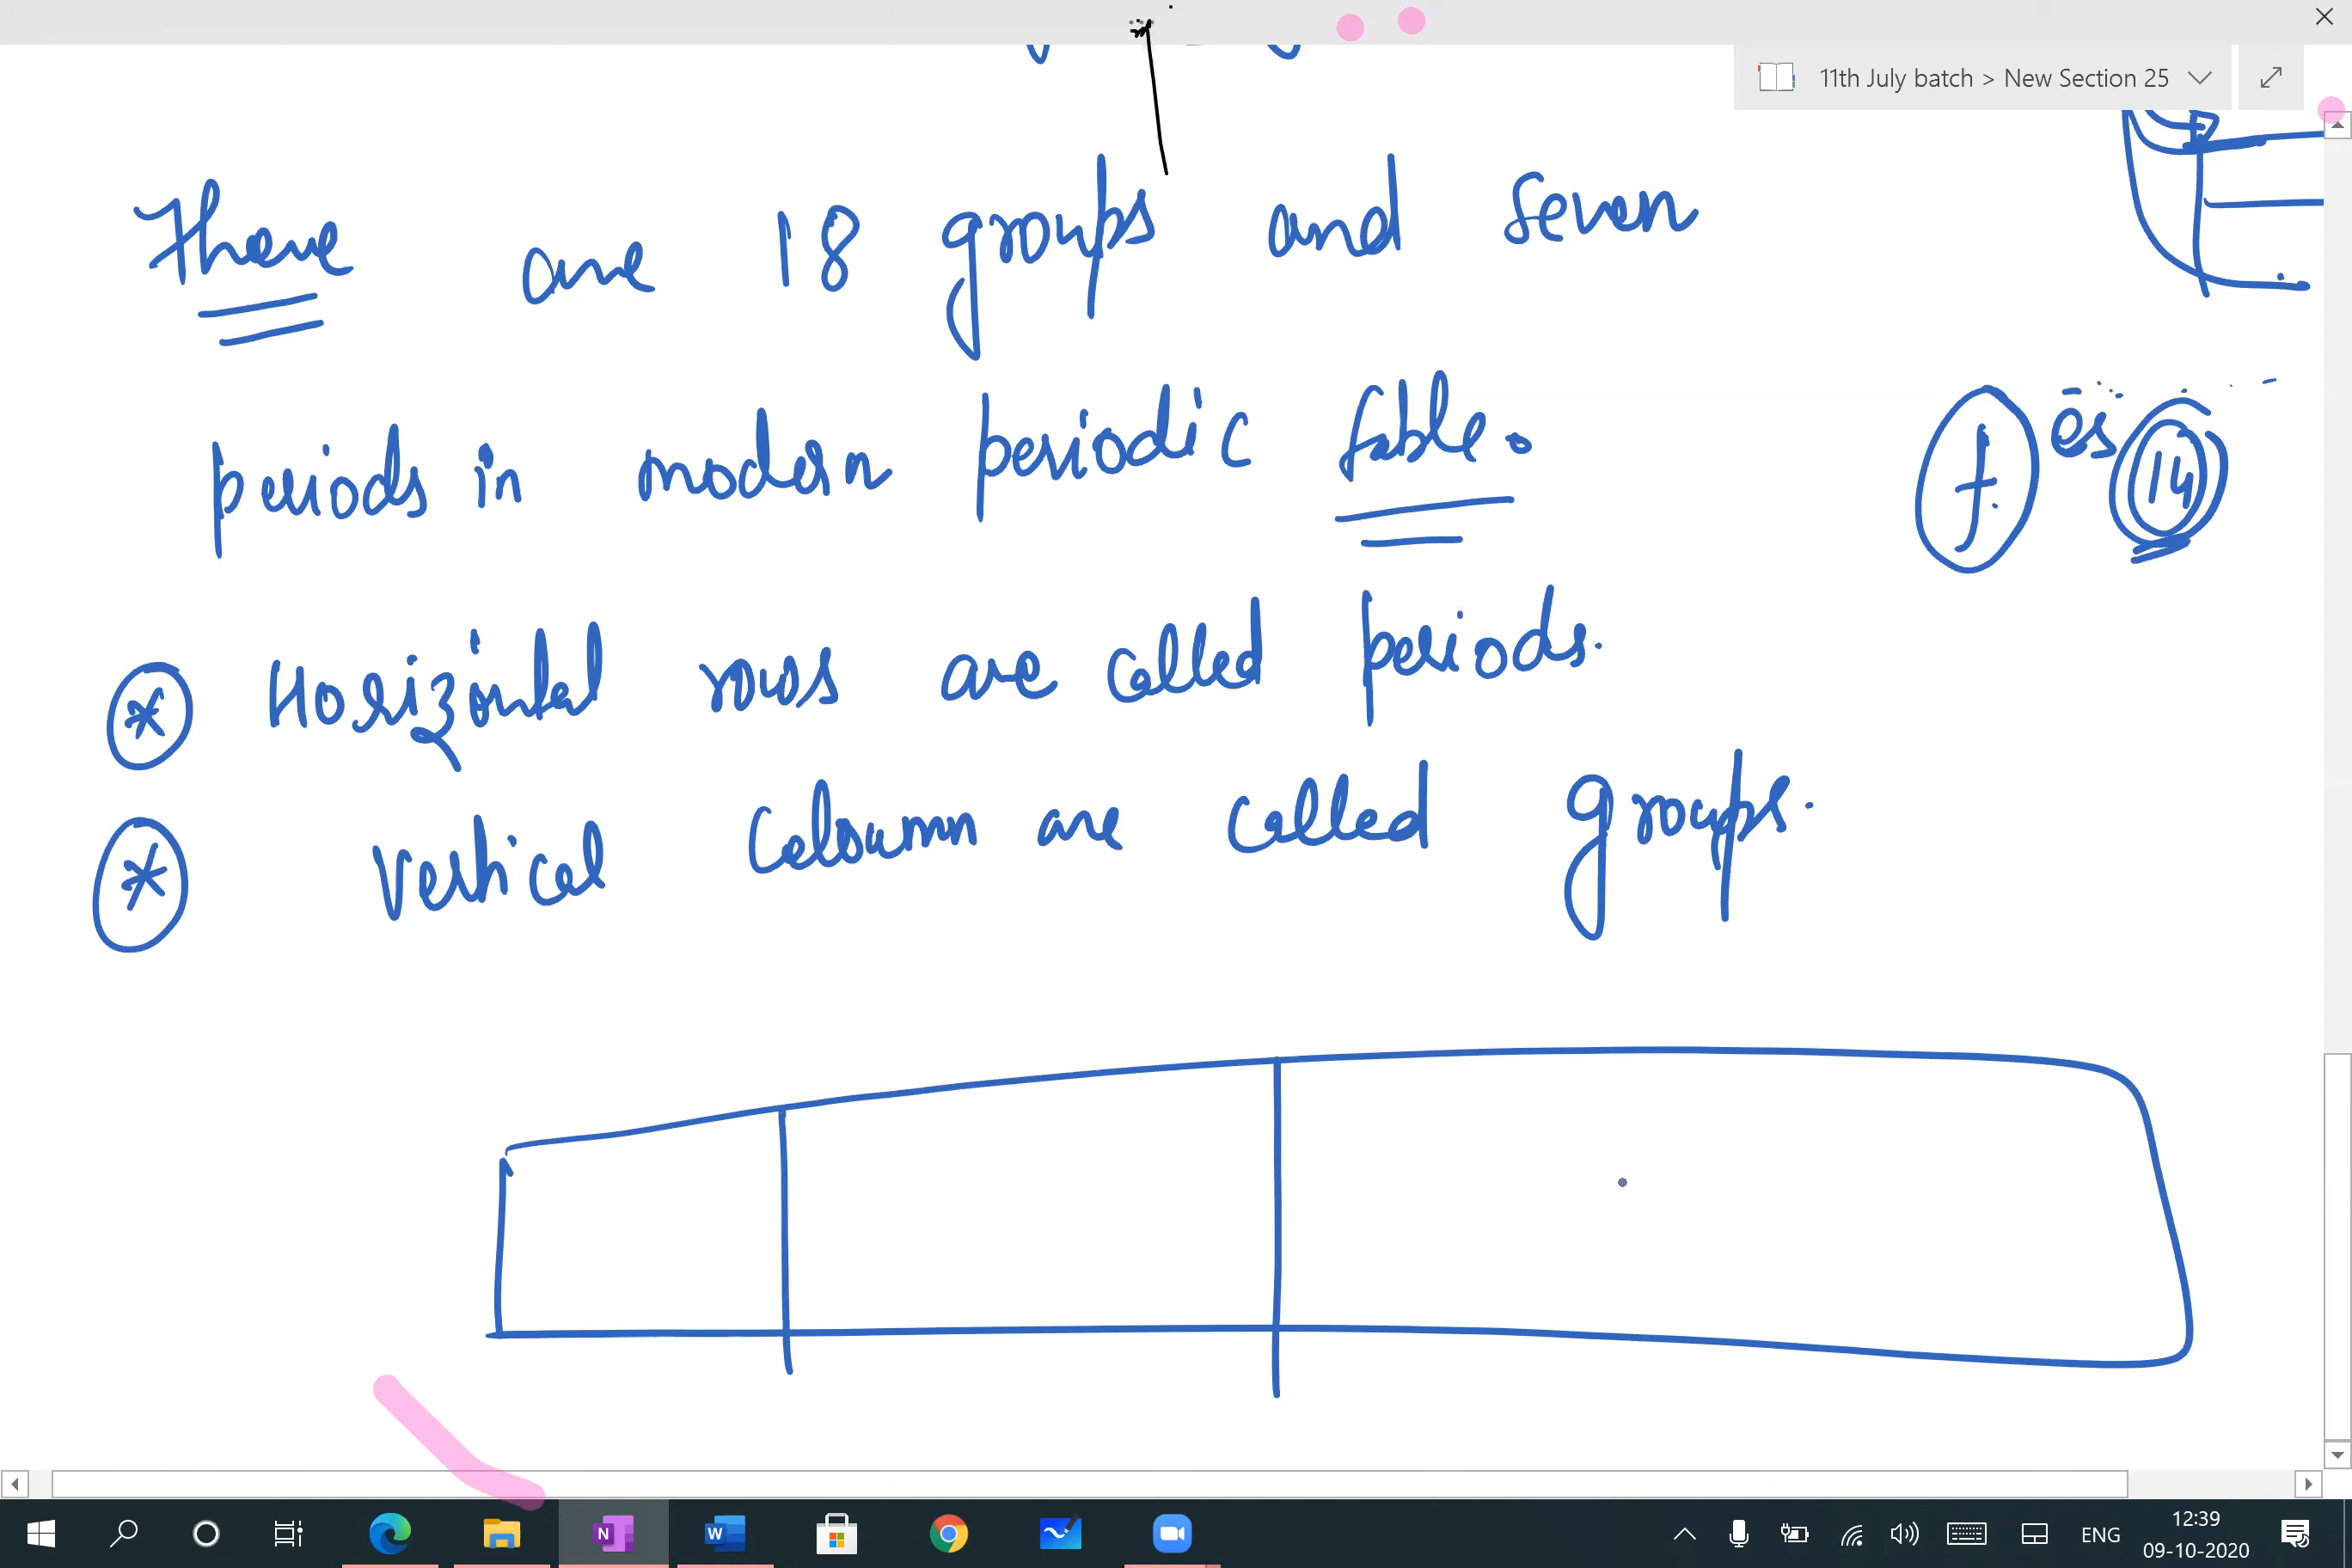 11th July batch > New Section 25
There are 18 groups and seven
periods in modern periodic table.
f es 14
* Horizontal rows are called periods.
* Vertical Column are called groups.
ENG
12:39
09-10-2020